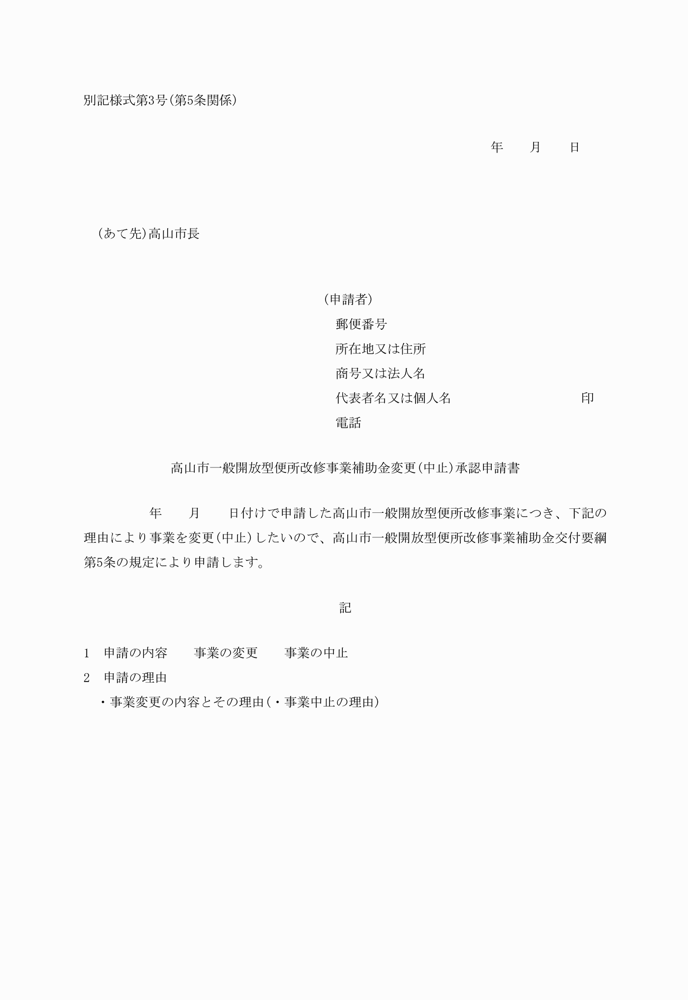 別記様式第3号(第5条関係)
年　　月　　日
(あて先)高山市長
(申請者)
郵便番号
所在地又は住所
商号又は法人名
代表者名又は個人名　　　　　　　　　　印
電話
高山市一般開放型便所改修事業補助金変更(中止)承認申請書
年　　月　　日付けで申請した高山市一般開放型便所改修事業につき、下記の
理由により事業を変更(中止)したいので、高山市一般開放型便所改修事業補助金交付要綱
第5条の規定により申請します。
記
1　申請の内容　　事業の変更　　事業の中止
2　申請の理由
・事業変更の内容とその理由(・事業中止の理由)